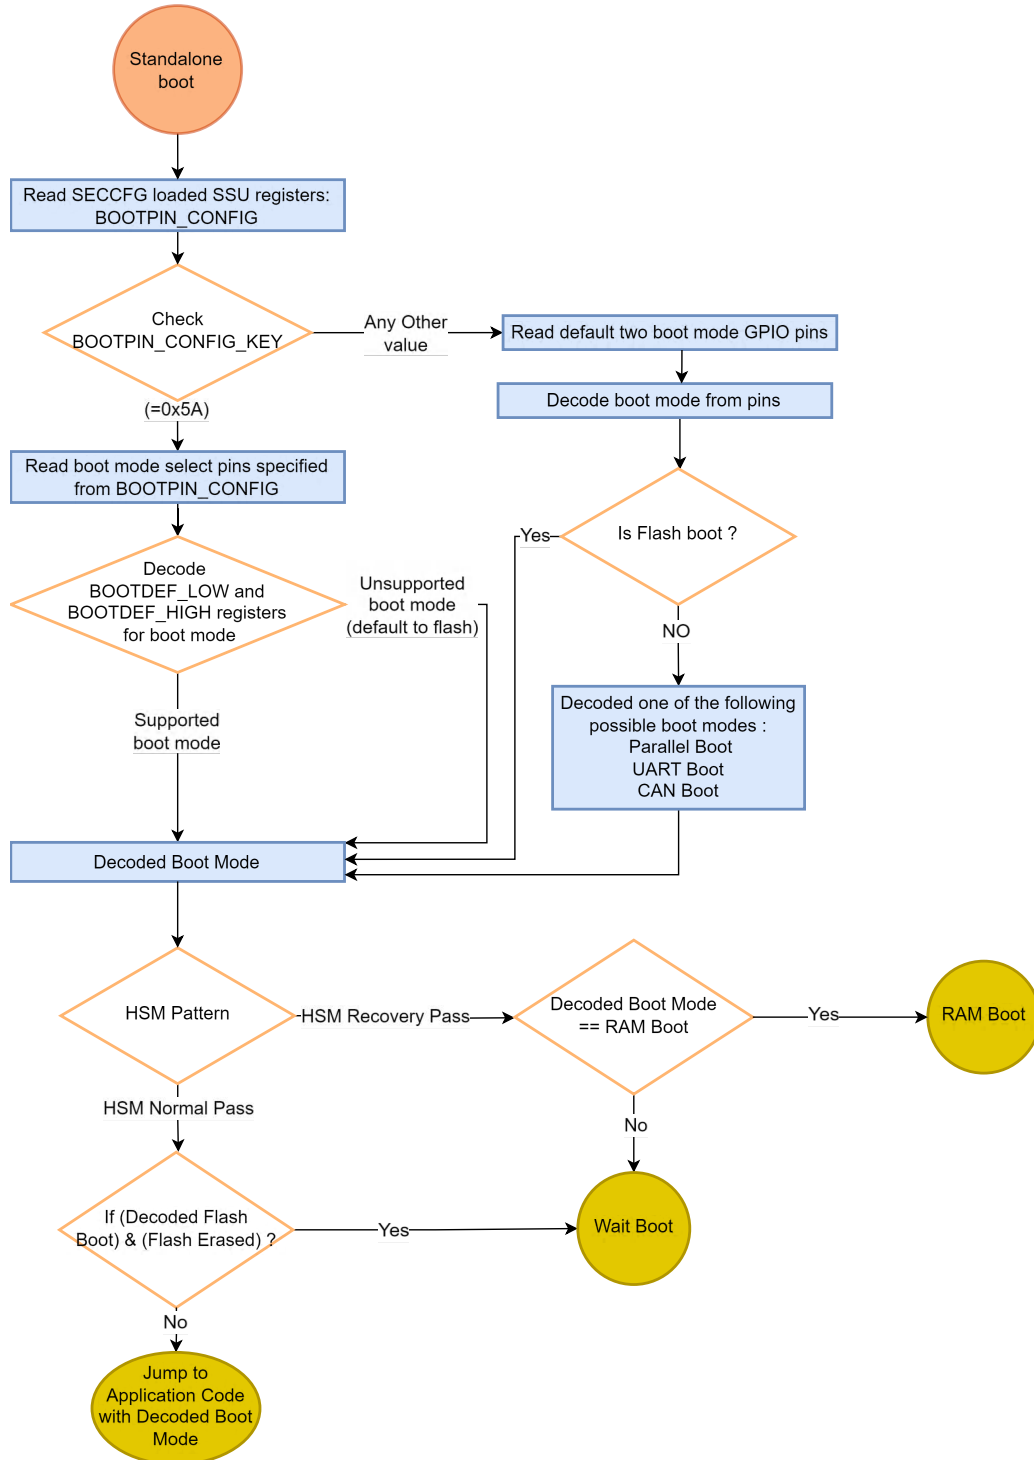 Standalone
boot
Read SECCFG loaded SSU registers:
BOOTPIN_CONFIG
Check
BOOTPIN_CONFIG_KEY
Any Other
value
Read default two boot mode GPIO pins
Decode boot mode from pins
(=0x5A)
Read boot mode select pins specified
from BOOTPIN_CONFIG
Is Flash boot ?
Yes
Decode
BOOTDEF_LOW and
BOOTDEF_HIGH registers
for boot mode
Unsupported
boot mode
(default to flash)
NO
Supported
boot mode
Decoded one of the following
possible boot modes :
Parallel Boot
UART Boot
CAN Boot
Decoded Boot Mode
HSM Pattern
HSM Recovery Pass
Decoded Boot Mode
== RAM Boot
Yes
RAM Boot
HSM Normal Pass
No
If (Decoded Flash
Boot) & (Flash Erased) ?
Yes
Wait Boot
No
Jump to
Application Code
with Decoded Boot
Mode